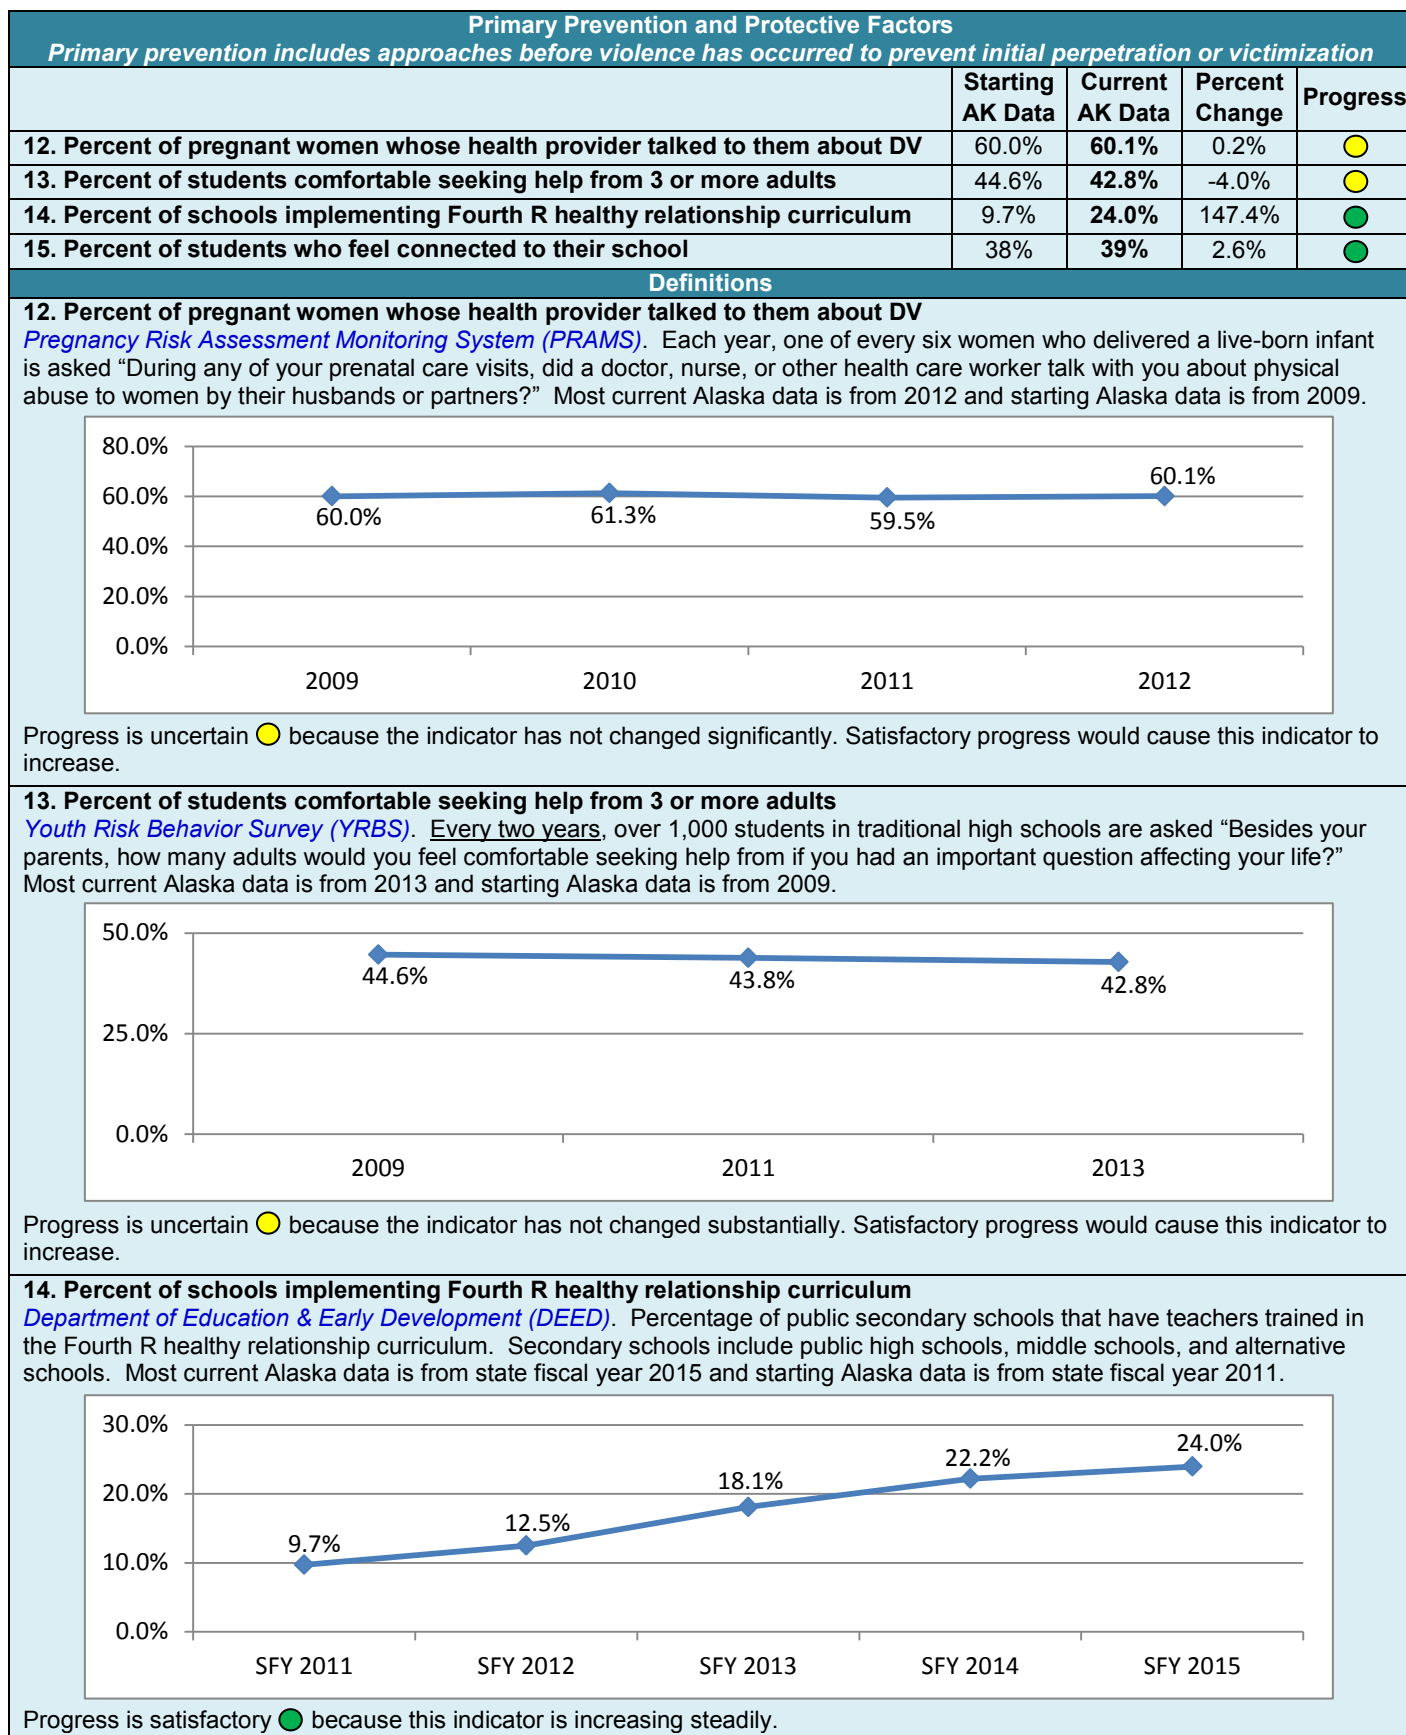 Primary Prevention and Protective Factors
Primary prevention includes approaches before violence has occurred to prevent initial perpetration or victimization
Starting AK Data Current AK Data Percent Change Progress
12. Percent of pregnant women whose health provider talked to them about DV 60.0% 60.1% 0.2%
13. Percent of students comfortable seeking help from 3 or more adults 44.6% 42.8% -4.0%
14. Percent of schools implementing Fourth R healthy relationship curriculum 9.7% 24.0% 147.4%
15. Percent of students who feel connected to their school 38% 39% 2.6%
Definitions
12. Percent of pregnant women whose health provider talked to them about DV
Pregnancy Risk Assessment Monitoring System (PRAMS). Each year, one of every six women who delivered a live-born infant
is asked “During any of your prenatal care visits, did a doctor, nurse, or other health care worker talk with you about physical
abuse to women by their husbands or partners?” Most current Alaska data is from 2012 and starting Alaska data is from 2009.
80.0%
60.0%
40.0%
20.0%
0.0%
60.0% 61.3% 59.5% 60.1%
2009 2010 2011 2012
Progress is uncertain because the indicator has not changed significantly. Satisfactory progress would cause this indicator to
increase.
13. Percent of students comfortable seeking help from 3 or more adults
Youth Risk Behavior Survey (YRBS). Every two years, over 1,000 students in traditional high schools are asked “Besides your
parents, how many adults would you feel comfortable seeking help from if you had an important question affecting your life?”
Most current Alaska data is from 2013 and starting Alaska data is from 2009.
50.0%
25.0%
0.0%
44.6% 43.8% 42.8%
2009 2011 2013
Progress is uncertain because the indicator has not changed substantially. Satisfactory progress would cause this indicator to
increase.
14. Percent of schools implementing Fourth R healthy relationship curriculum
Department of Education & Early Development (DEED). Percentage of public secondary schools that have teachers trained in
the Fourth R healthy relationship curriculum. Secondary schools include public high schools, middle schools, and alternative
schools. Most current Alaska data is from state fiscal year 2015 and starting Alaska data is from state fiscal year 2011.
30.0%
20.0%
10.0%
0.0%
9.7% 12.5% 18.1% 22.2% 24.0%
SFY 2011 SFY 2012 SFY 2013 SFY 2014 SFY 2015
Progress is satisfactory because this indicator is increasing steadily.